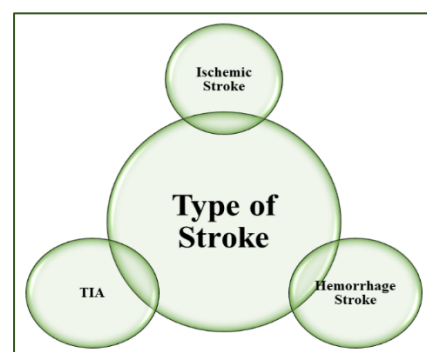 Ischemic
Stroke
Type of
Stroke
TIA
Hemorrhage
Stroke